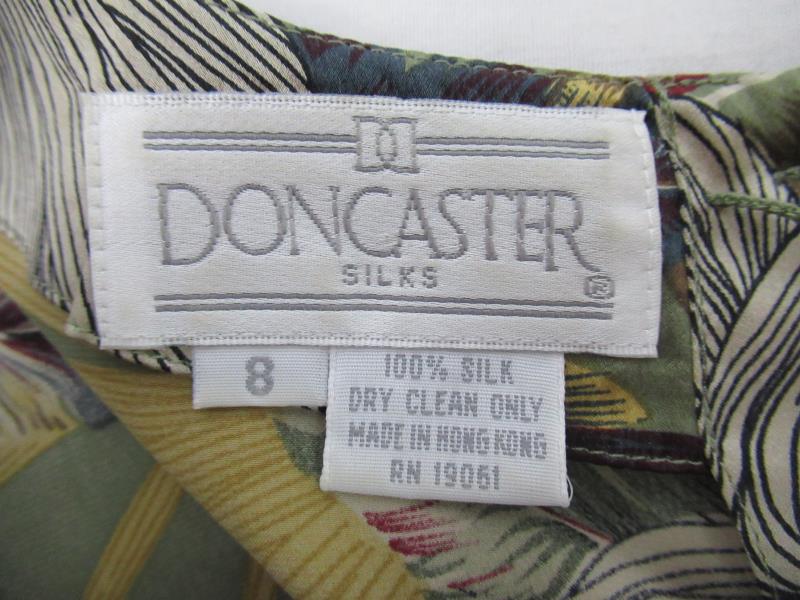 DONCASTER
SILKS
®
8
100% SILK
DRY CLEAN ONLY
MADE IN HONG KONG
RN 19061